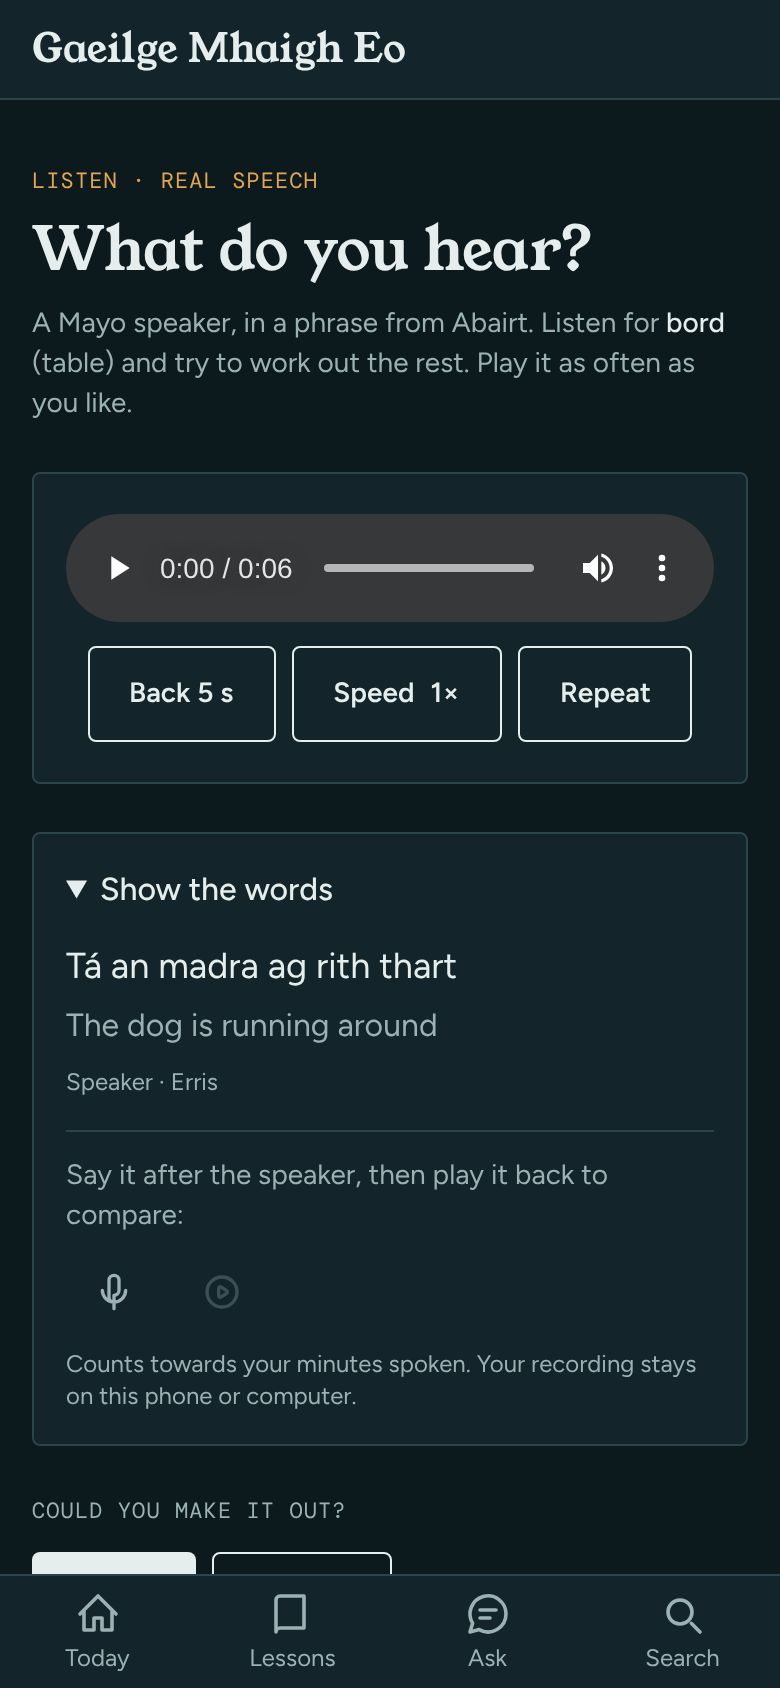 Gaeilge Mhaigh Eo
LISTEN · REAL SPEECH
What do you hear?
A Mayo speaker, in a phrase from Abairt. Listen for bord
(table) and try to work out the rest. Play it as often as
you like.
0:00 / 0:06
Back 5 s
Speed 1×
Repeat
Show the words
Tá an madra ag rith thart
The dog is running around
Speaker · Erris
Say it after the speaker, then play it back to
compare:
Counts towards your minutes spoken. Your recording stays
on this phone or computer.
COULD YOU MAKE IT OUT?
Today
Lessons
Ask
Search